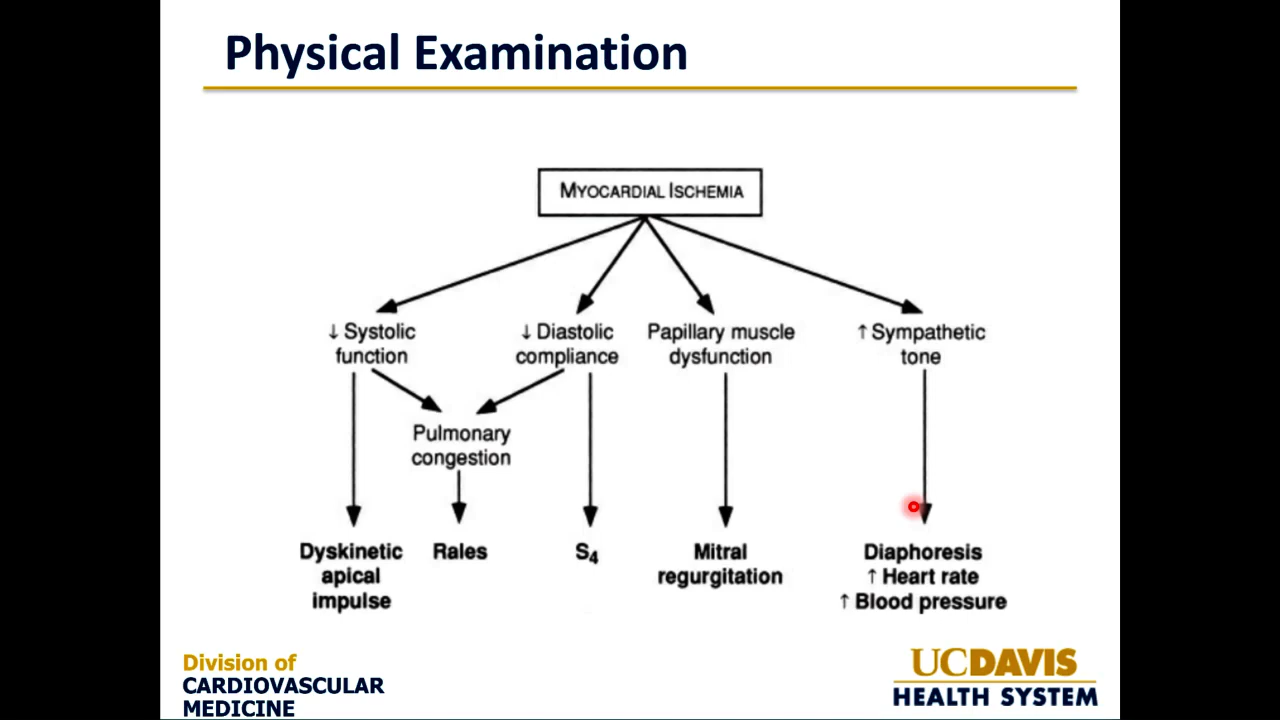 Physical Examination
MYOCARDIAL ISCHEMIA
↓ Systolic
function
↓ Diastolic
compliance
Papillary muscle
dysfunction
↑ Sympathetic
tone
Pulmonary
congestion
Dyskinetic
apical
impulse
Rales
S₄
Mitral
regurgitation
Diaphoresis
↑ Heart rate
↑ Blood pressure
Division of
CARDIOVASCULAR
MEDICINE
UCDAVIS
HEALTH SYSTEM